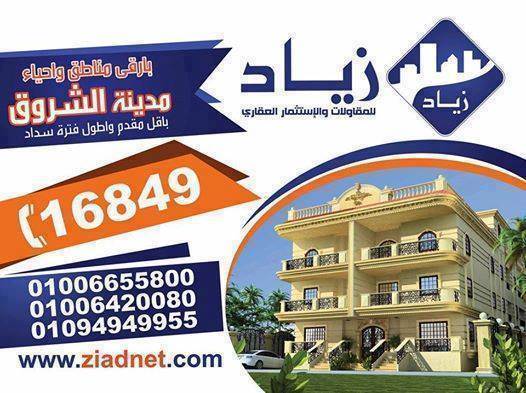 بارقى مناطق واحياء
مدينة الشروق
باقل مقدم واطول فترة سداد
زياد
للمقاولات والإستثمار العقاري
زياد
16849
01006655800
01006420080
01094949955
www.ziadnet.com